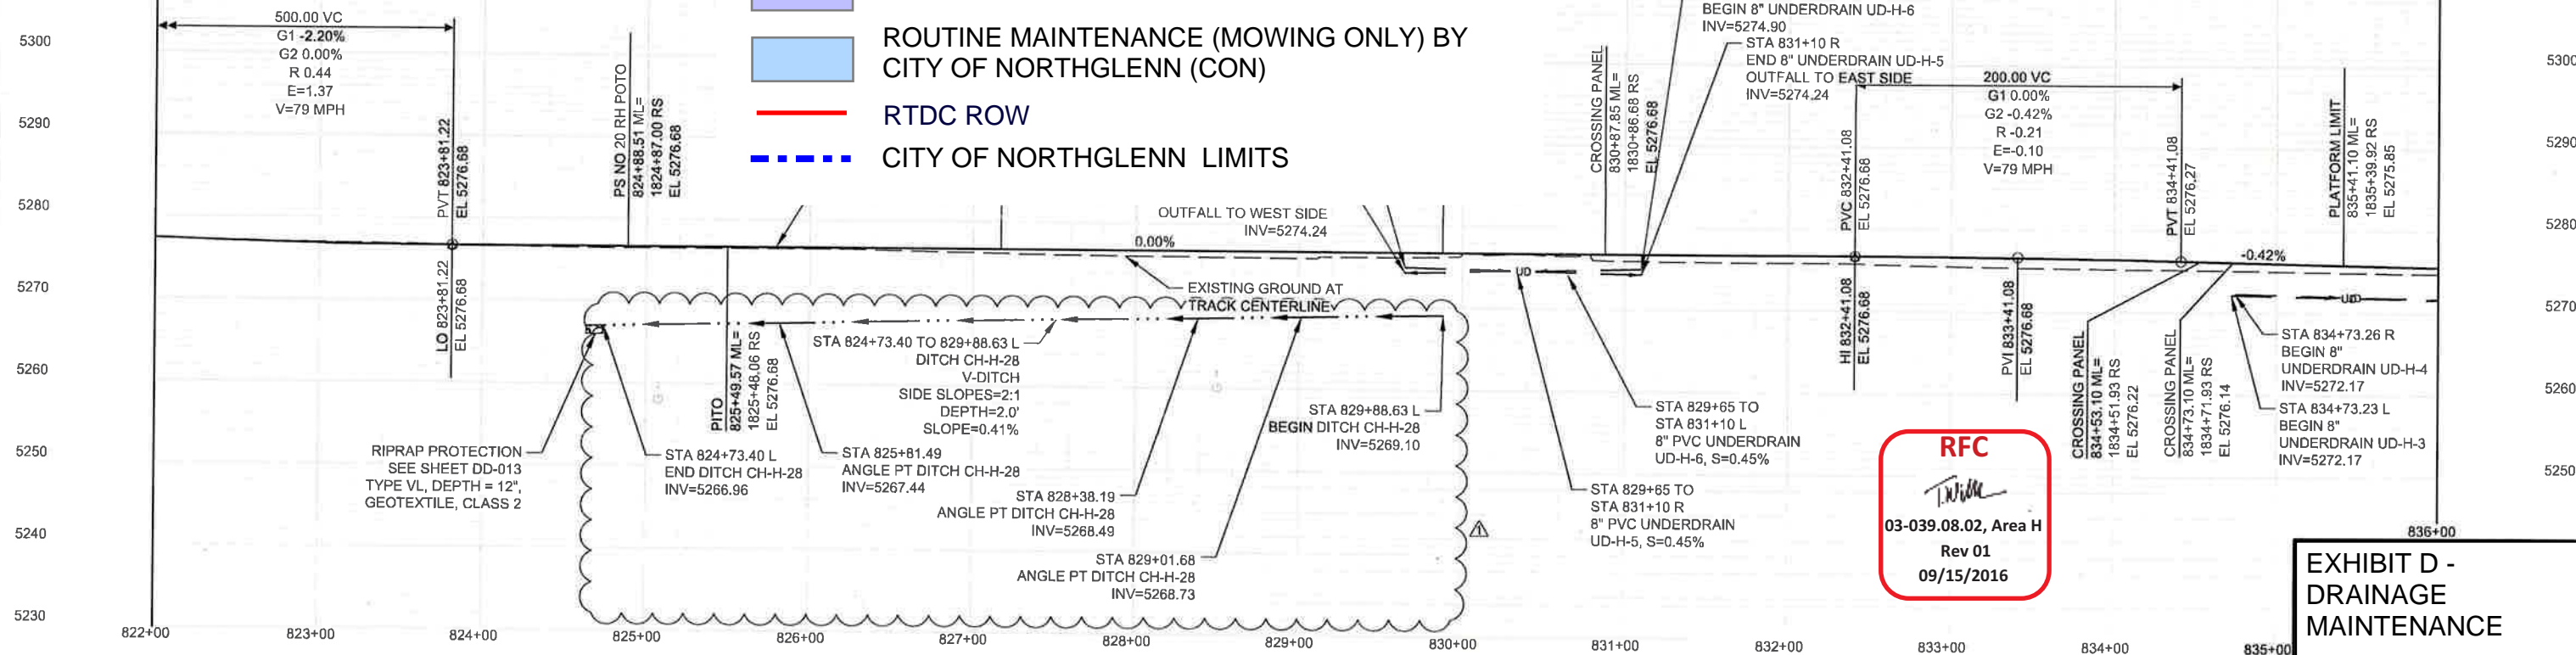 500.00 VC
G1 -2.20%
G2 0.00%
R 0.44
E=1.37
V=79 MPH
5300
5290
5280
5270
5260
5250
5240
5230
PVT 823+81.22
EL 5276.68
LO 823+81.22
EL 5276.68
PS NO 20 RH POTO
824+88.51 ML=
1824+87.00 RS
EL 5276.68
ROUTINE MAINTENANCE (MOWING ONLY) BY
CITY OF NORTHGLENN (CON)
RTDC ROW
CITY OF NORTHGLENN LIMITS
OUTFALL TO WEST SIDE
INV=5274.24
0.00%
EXISTING GROUND AT
TRACK CENTERLINE
PITO
825+49.57 ML=
1825+48.06 RS
EL 5276.68
STA 824+73.40 TO 829+88.63 L
DITCH CH-H-28
V-DITCH
SIDE SLOPES=2:1
DEPTH=2.0'
SLOPE=0.41%
RIPRAP PROTECTION
SEE SHEET DD-013
TYPE VL, DEPTH = 12",
GEOTEXTILE, CLASS 2
STA 824+73.40 L
END DITCH CH-H-28
INV=5266.96
STA 825+81.49
ANGLE PT DITCH CH-H-28
INV=5267.44
STA 828+38.19
ANGLE PT DITCH CH-H-28
INV=5268.49
STA 829+01.68
ANGLE PT DITCH CH-H-28
INV=5268.73
STA 829+88.63 L
BEGIN DITCH CH-H-28
INV=5269.10
1
BEGIN 8" UNDERDRAIN UD-H-6
INV=5274.90
STA 831+10 R
END 8" UNDERDRAIN UD-H-5
OUTFALL TO EAST SIDE
INV=5274.24
CROSSING PANEL
830+87.85 ML=
1830+86.68 RS
EL 5276.68
UD
STA 829+65 TO
STA 831+10 L
8" PVC UNDERDRAIN
UD-H-6, S=0.45%
STA 829+65 TO
STA 831+10 R
8" PVC UNDERDRAIN
UD-H-5, S=0.45%
200.00 VC
G1 0.00%
G2 -0.42%
R -0.21
E=-0.10
V=79 MPH
PVC 832+41.08
EL 5276.68
HI 832+41.08
EL 5276.68
PVI 833+41.08
EL 5276.68
PVT 834+41.08
EL 5276.27
PLATFORM LIMIT
835+41.10 ML=
1835+39.92 RS
EL 5275.85
-0.42%
UD
CROSSING PANEL
834+53.10 ML=
1834+51.93 RS
EL 5276.22
CROSSING PANEL
834+73.10 ML=
1834+71.93 RS
EL 5276.14
STA 834+73.26 R
BEGIN 8"
UNDERDRAIN UD-H-4
INV=5272.17
STA 834+73.23 L
BEGIN 8"
UNDERDRAIN UD-H-3
INV=5272.17
RFC
03-039.08.02, Area H
Rev 01
09/15/2016
5300
5290
5280
5270
5260
5250
836+00
822+00
823+00
824+00
825+00
826+00
827+00
828+00
829+00
830+00
831+00
832+00
833+00
834+00
835+00
EXHIBIT D -
DRAINAGE
MAINTENANCE